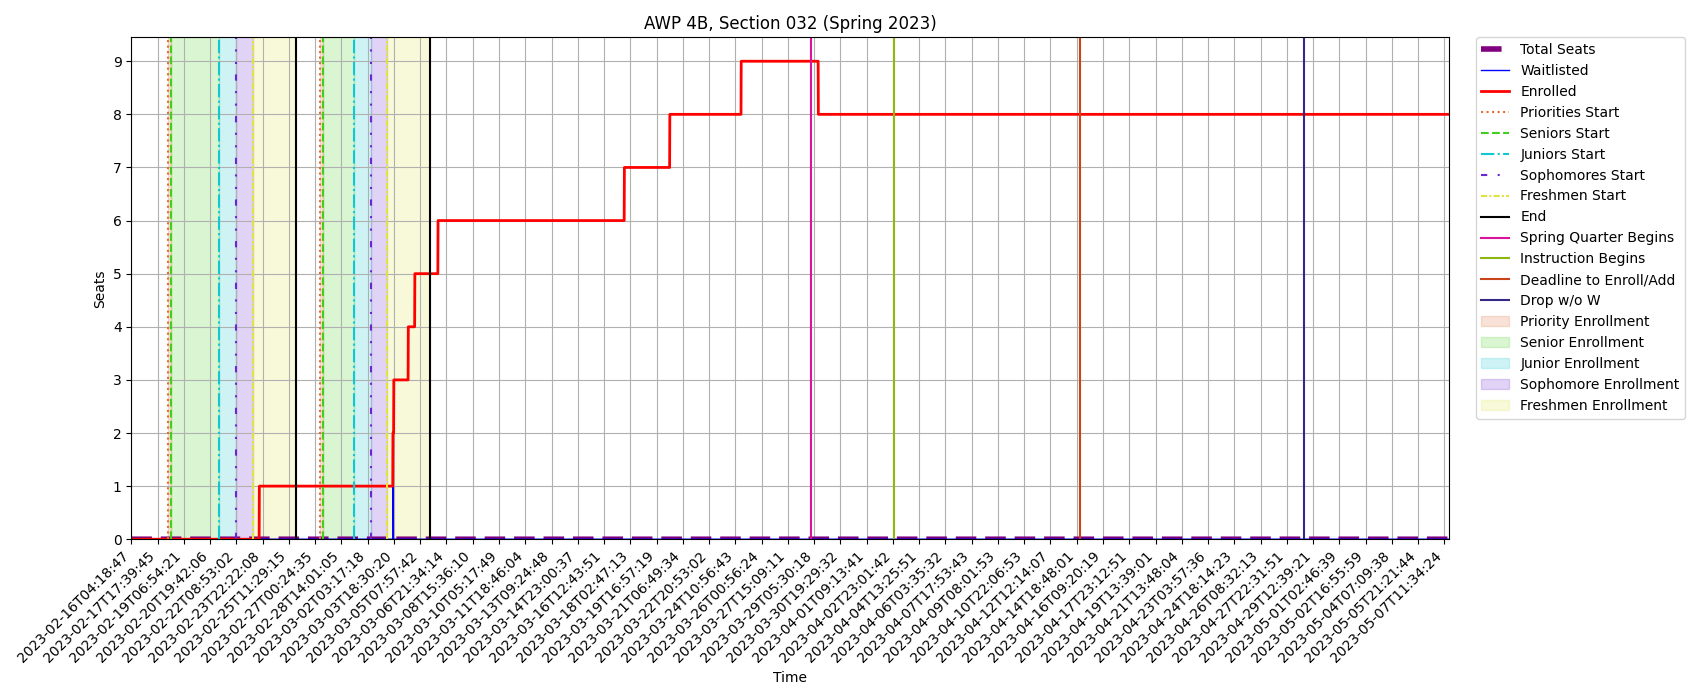 AWP 4B, Section 032 (Spring 2023)
9
8
7
6
5
4
3
2
1
0
Seats
2023-02-16T04:18:47
2023-02-17T17:39:45
2023-02-19T06:54:21
2023-02-20T19:42:06
2023-02-22T08:53:02
2023-02-23T22:22:08
2023-02-25T11:29:15
2023-02-27T00:24:35
2023-02-28T14:01:05
2023-03-02T03:17:18
2023-03-03T18:30:20
2023-03-05T07:57:42
2023-03-06T21:34:14
2023-03-08T15:36:10
2023-03-10T05:17:49
2023-03-11T18:46:04
2023-03-13T09:24:48
2023-03-14T23:00:37
2023-03-16T12:43:51
2023-03-18T02:47:13
2023-03-19T16:57:19
2023-03-21T06:49:34
2023-03-22T20:53:02
2023-03-24T10:56:43
2023-03-26T00:56:24
2023-03-27T15:09:11
2023-03-29T05:30:18
2023-03-30T19:29:32
2023-04-01T09:13:41
2023-04-02T23:01:42
2023-04-04T13:25:51
2023-04-06T03:35:32
2023-04-07T17:53:43
2023-04-09T08:01:53
2023-04-10T22:06:53
2023-04-12T12:14:07
2023-04-14T18:48:01
2023-04-16T09:20:19
2023-04-17T23:12:51
2023-04-19T13:39:01
2023-04-21T13:48:04
2023-04-23T03:57:36
2023-04-24T18:14:23
2023-04-26T08:32:13
2023-04-27T22:31:51
2023-04-29T12:39:21
2023-05-01T02:46:39
2023-05-02T16:55:59
2023-05-04T07:09:38
2023-05-05T21:21:44
2023-05-07T11:34:24
Time
Total Seats
Waitlisted
Enrolled
Priorities Start
Seniors Start
Juniors Start
Sophomores Start
Freshmen Start
End
Spring Quarter Begins
Instruction Begins
Deadline to Enroll/Add
Drop w/o W
Priority Enrollment
Senior Enrollment
Junior Enrollment
Sophomore Enrollment
Freshmen Enrollment